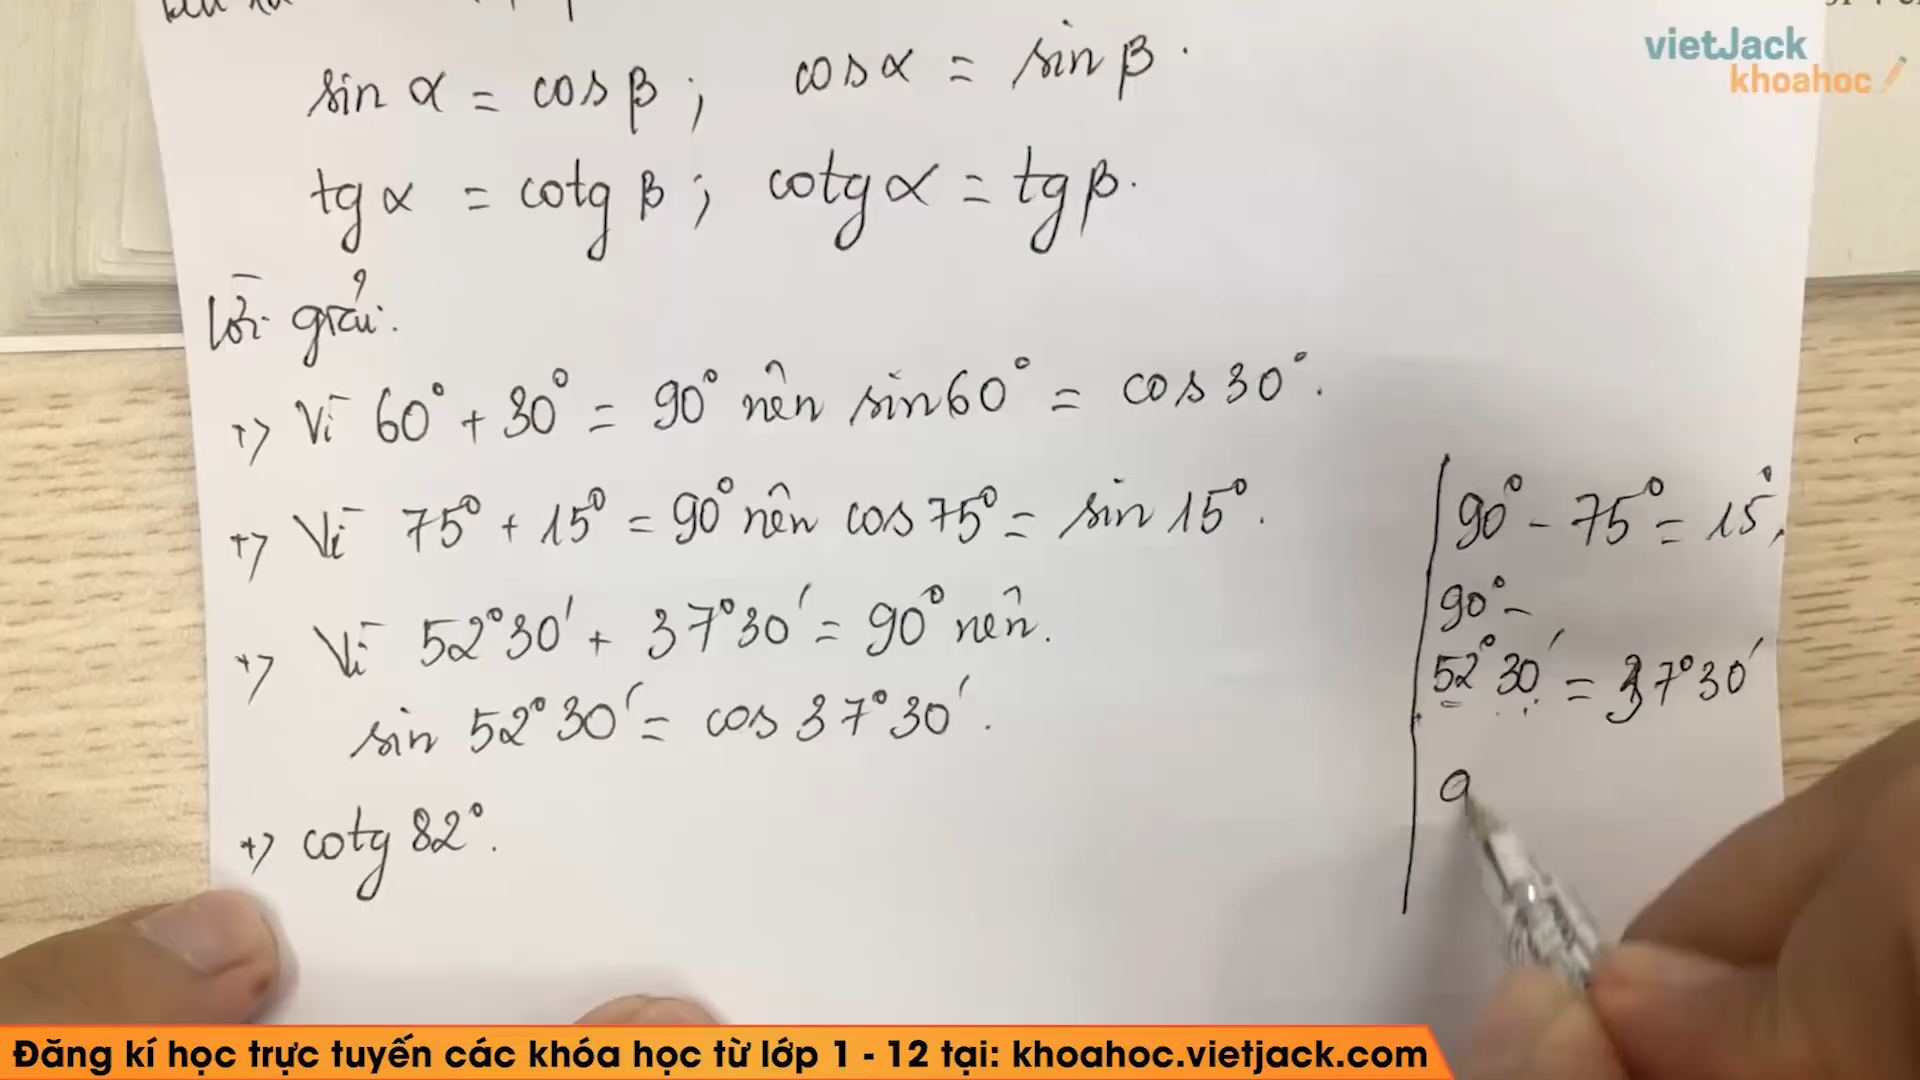 vietJack
khoahoc
sin α = cos β ; cos α = sin β .
tg α = cotg β ; cotg α = tg β .
Lời giải:
+) Vì 60° + 30° = 90° nên sin 60° = cos 30° .
+) Vì 75° + 15° = 90° nên cos 75° = sin 15° .
+) Vì 52°30' + 37°30' = 90° nên .
sin 52°30' = cos 37°30' .
+) cotg 82° .
90° - 75° = 15°,
90° -
52°30' = 37°30'
9
Đăng kí học trực tuyến các khóa học từ lớp 1 - 12 tại: khoahoc.vietjack.com